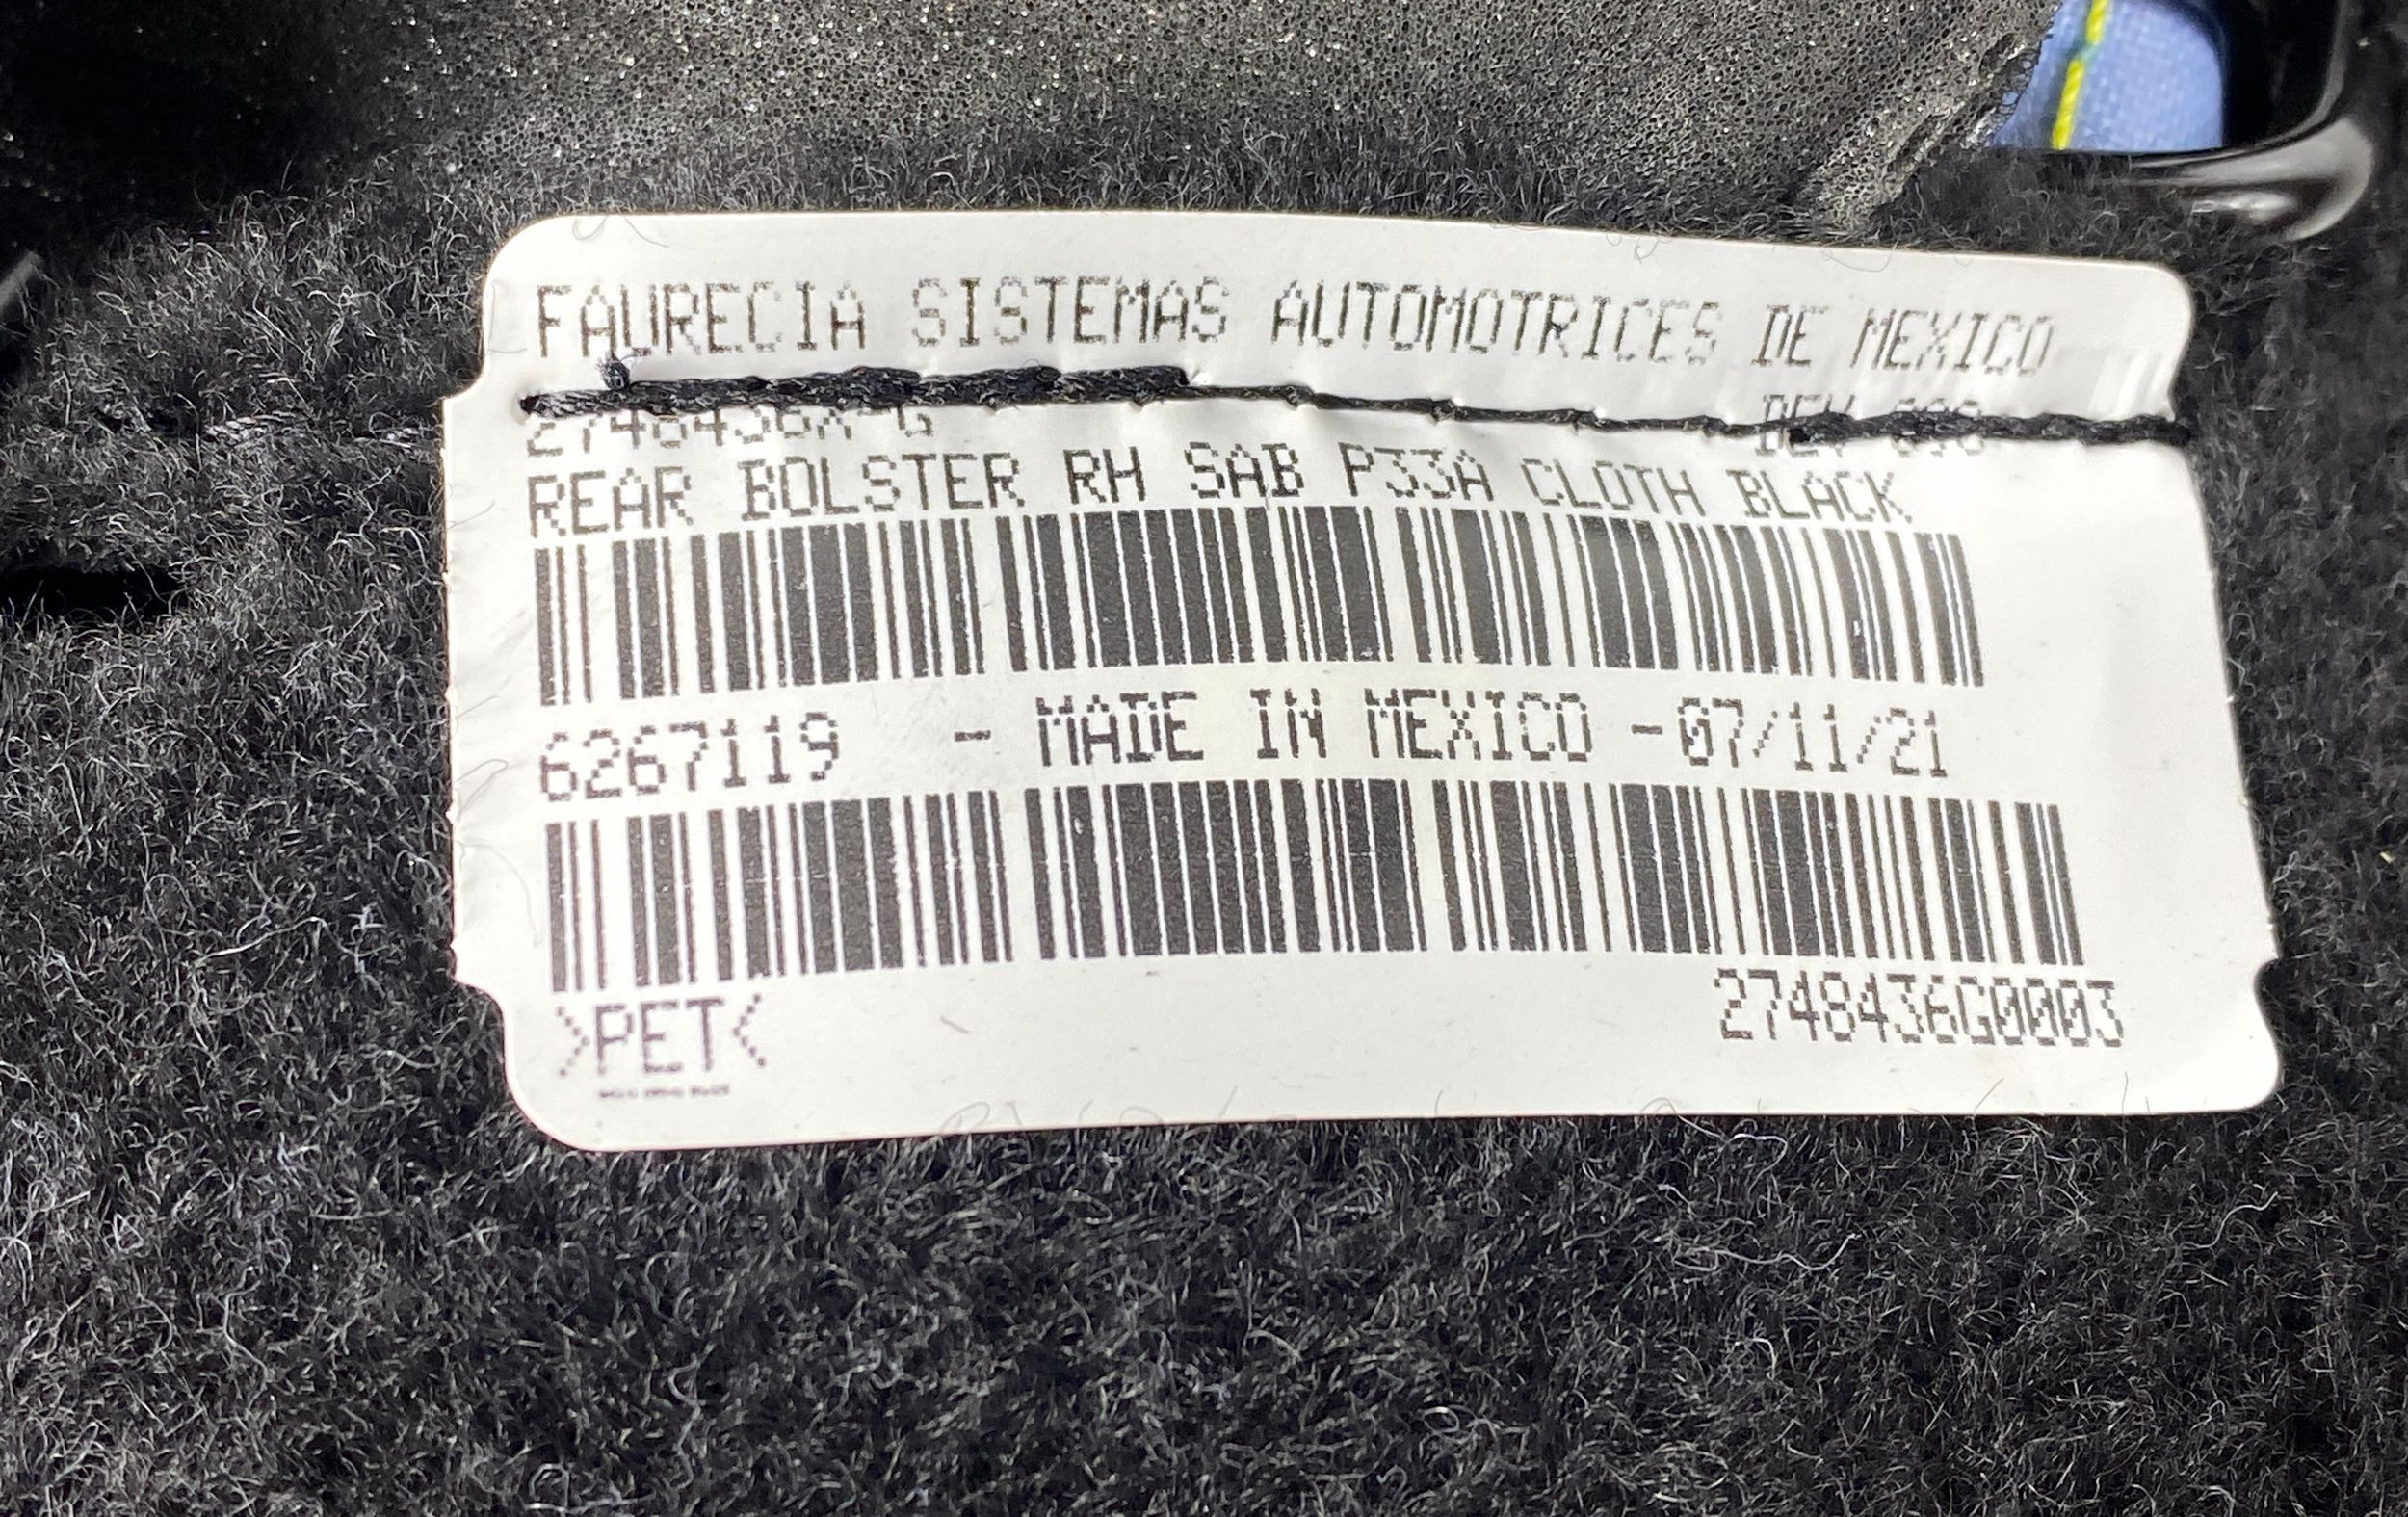 FAURECIA SISTEMAS AUTOMOTRICES DE MEXICO
REAR BOLSTER RH SAB P33A CLOTH BLACK
6267119 - MADE IN MEXICO -07/11/21
2748436G0003
>PET<